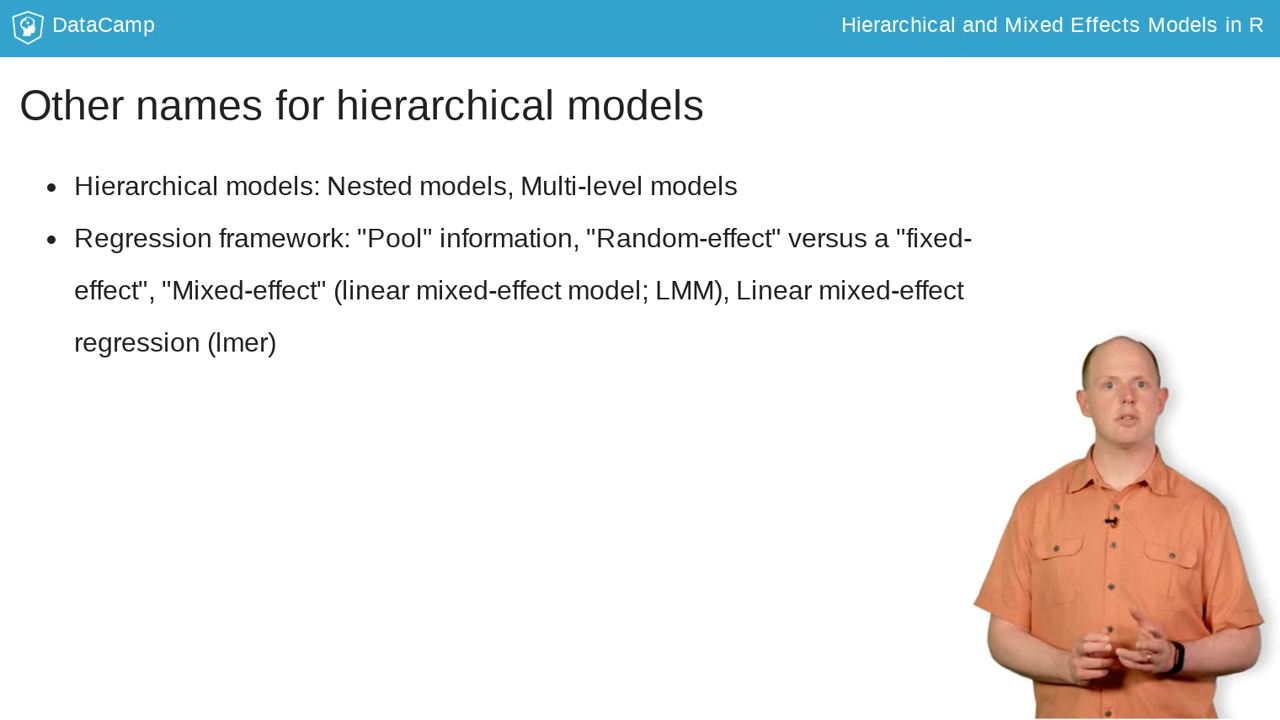 DataCamp
Hierarchical and Mixed Effects Models in R
Other names for hierarchical models
Hierarchical models: Nested models, Multi-level models
Regression framework: "Pool" information, "Random-effect" versus a "fixed-
effect", "Mixed-effect" (linear mixed-effect model; LMM), Linear mixed-effect
regression (lmer)